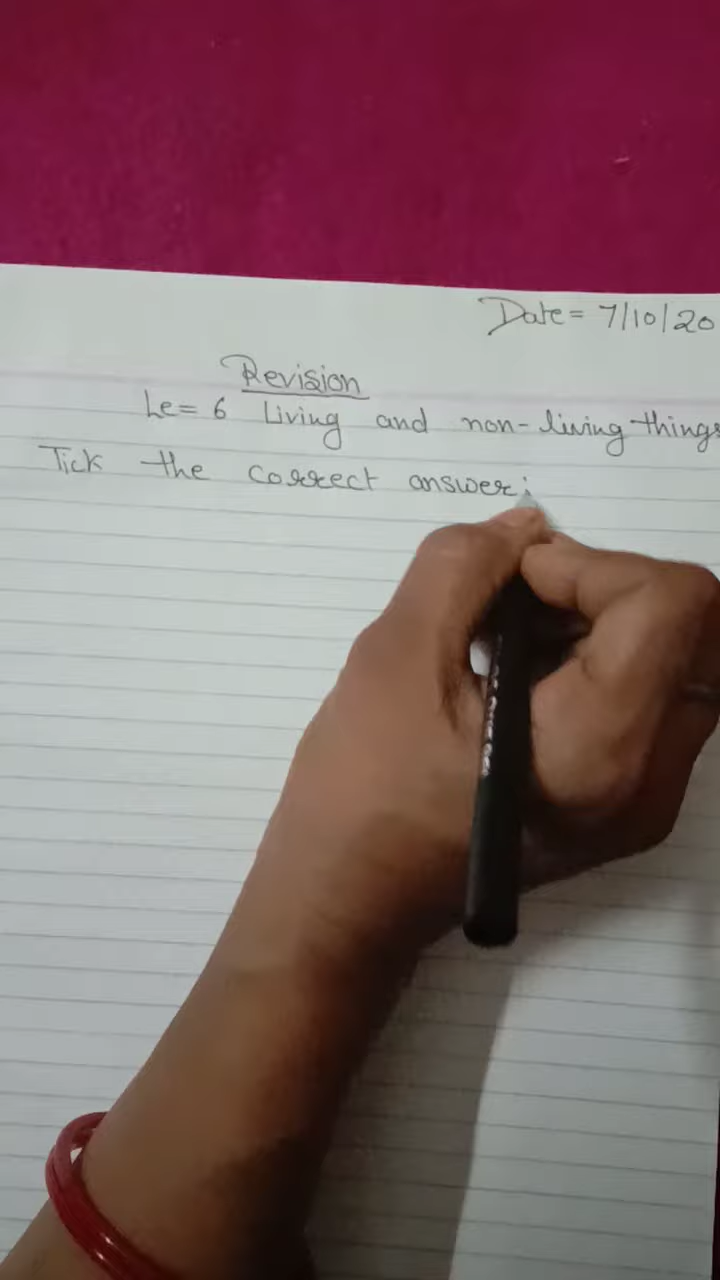 Date= 7/10/20
Revision
Le= 6 Living and non-living things
Tick the correct answer: